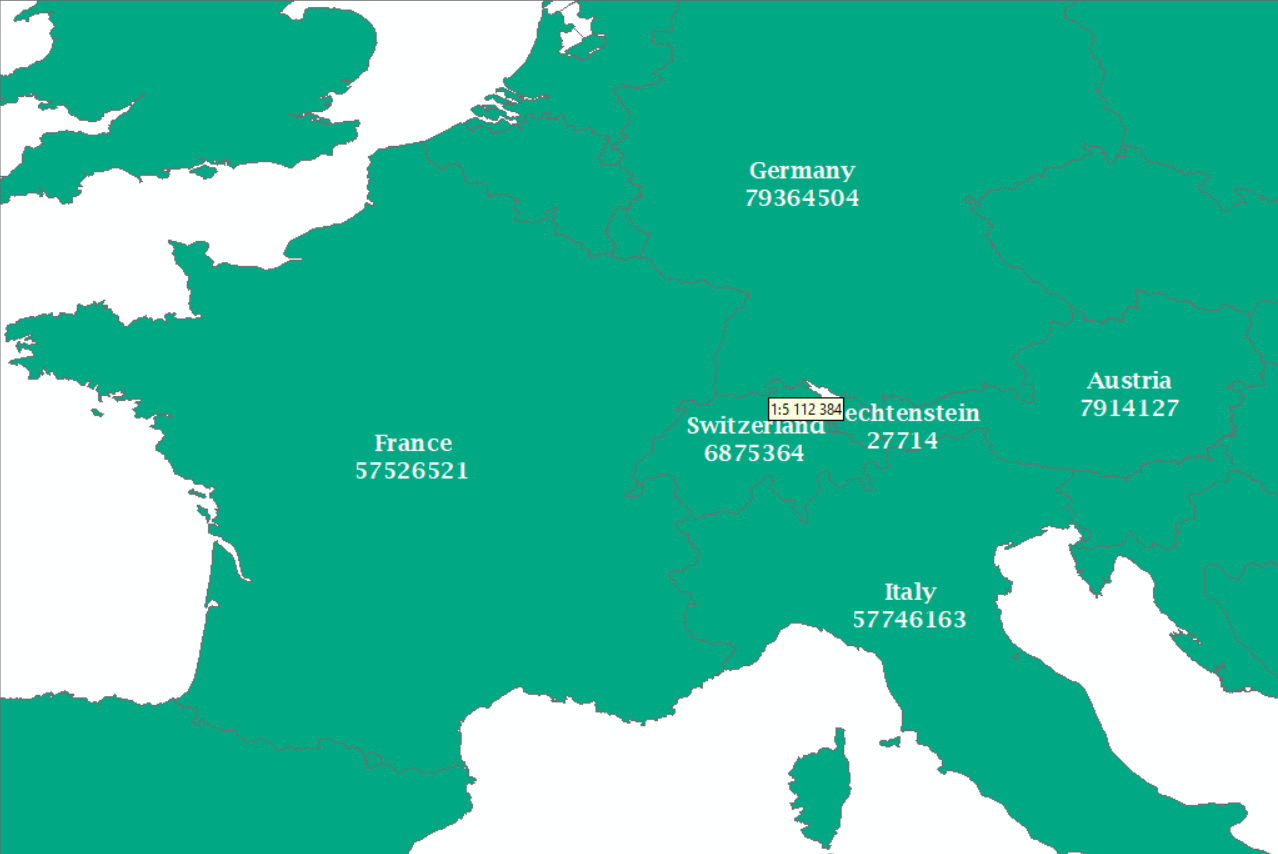 Germany
79364504
Austria
7914127
1:5 112 384
echtenstein
27714
Switzerland
6875364
France
57526521
Italy
57746163